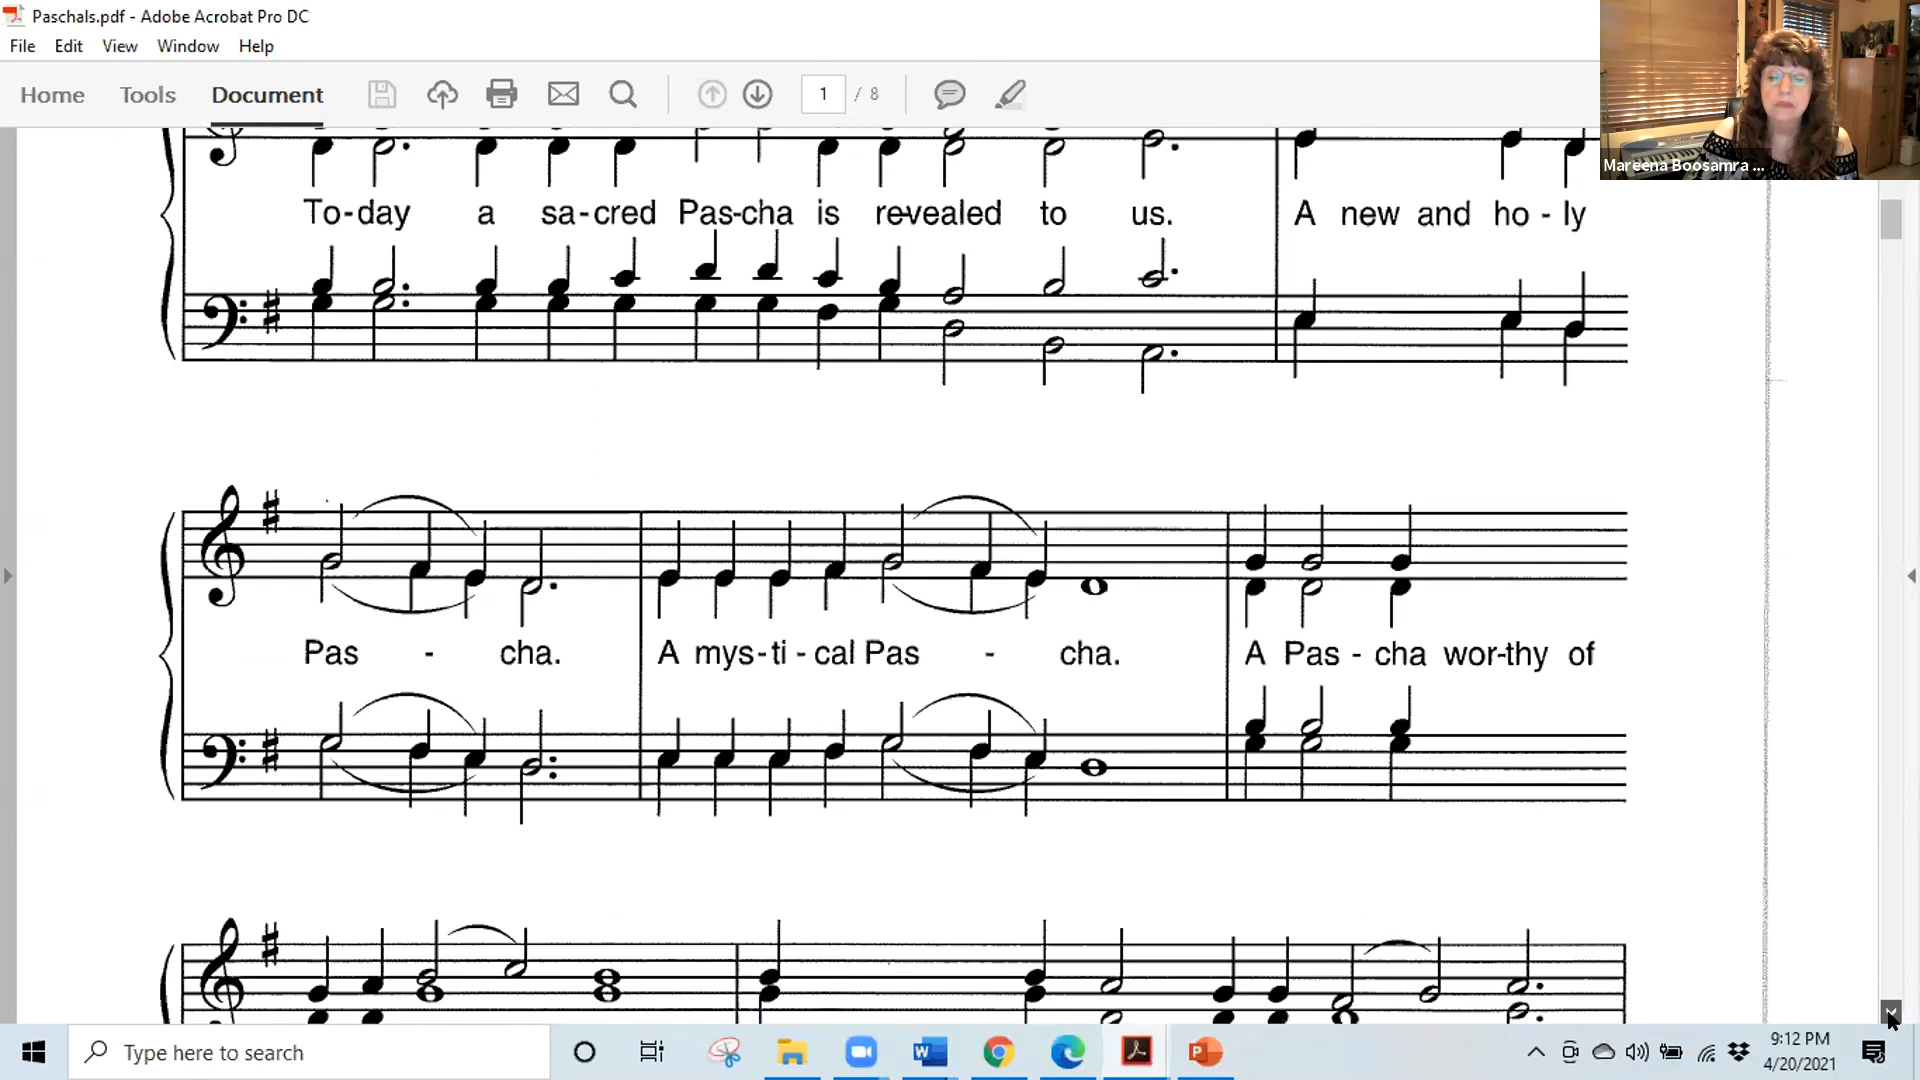 Paschals.pdf - Adobe Acrobat Pro DC
File Edit View Window Help
Home Tools Document 1 / 8
Mareena Boosamra ...
To-day a sa-cred Pas-cha is re-vealed to us. A new and ho - ly
Pas - cha. A mys-ti - cal Pas - cha. A Pas - cha wor-thy of
Type here to search
9:12 PM
4/20/2021